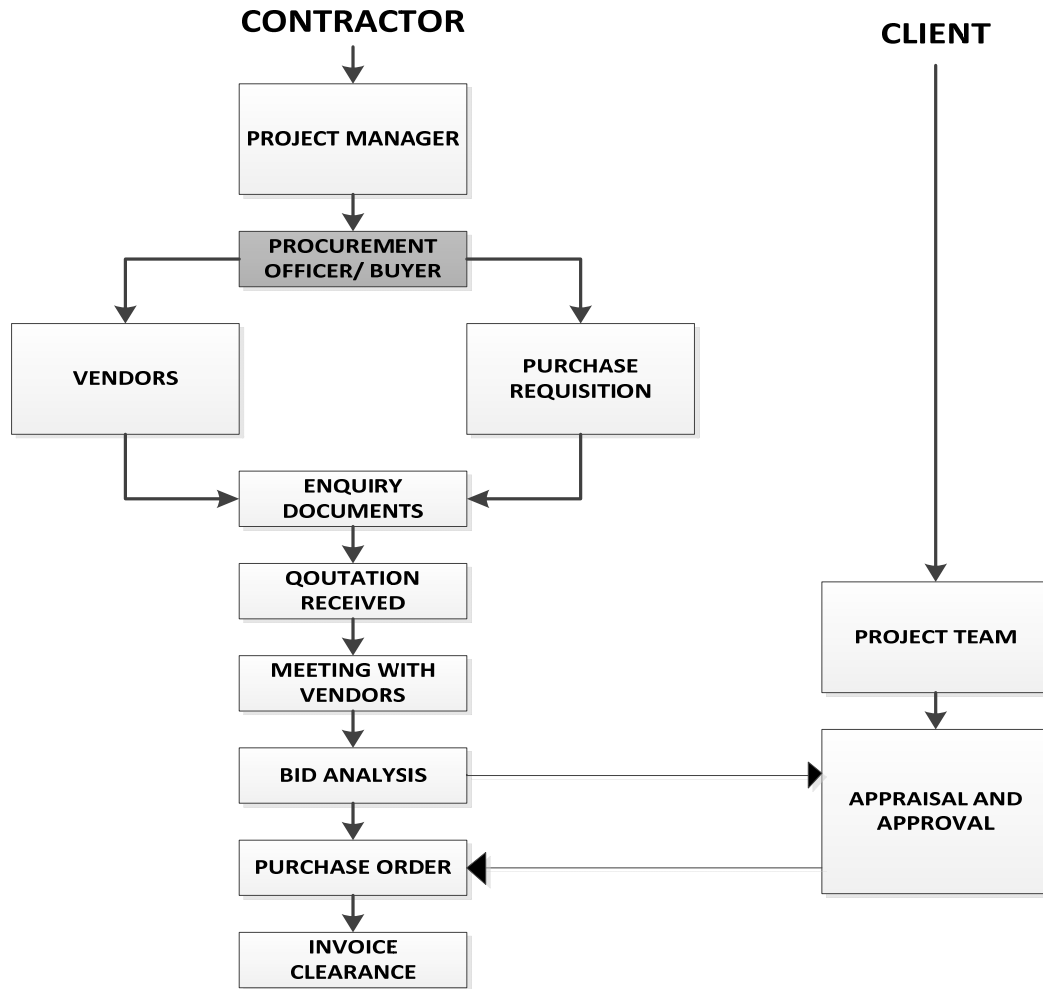 CONTRACTOR
CLIENT
PROJECT MANAGER
PROCUREMENT
OFFICER/ BUYER
VENDORS
PURCHASE
REQUISITION
ENQUIRY
DOCUMENTS
QOUTATION
RECEIVED
PROJECT TEAM
MEETING WITH
VENDORS
BID ANALYSIS
APPRAISAL AND
APPROVAL
PURCHASE ORDER
INVOICE
CLEARANCE